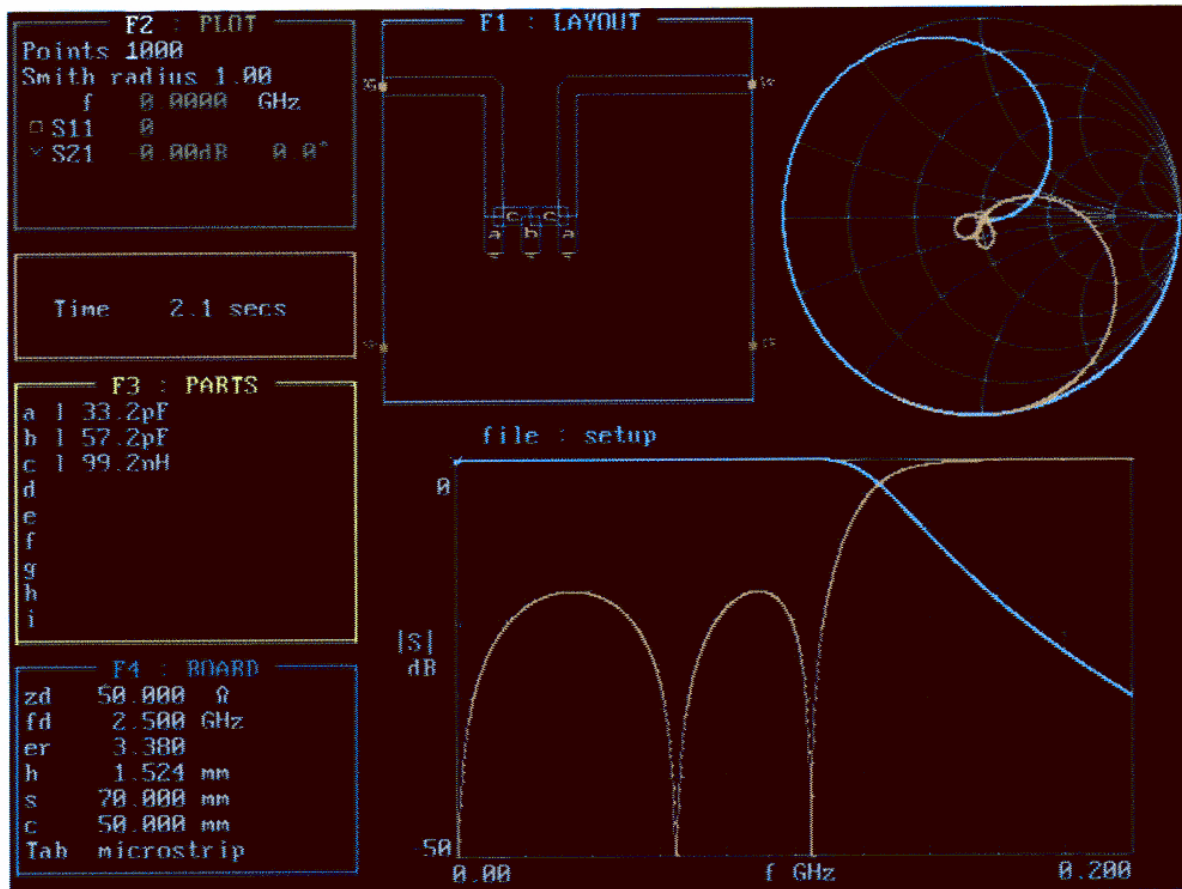 F2 : PLOT
Points 1000
Smith radius 1.00
f 0.0000 GHz
□ S11 0
× S21 -0.00dB 0.0°
Time 2.1 secs
F3 : PARTS
a l 33.2pF
b l 57.2pF
c l 99.2nH
d
e
f
g
h
i
F4 : BOARD
zd 50.000 Ω
fd 2.500 GHz
er 3.380
h 1.524 mm
s 70.000 mm
c 50.000 mm
Tab microstrip
F1 : LAYOUT
c c
a b a
file : setup
0
|S|
dB
-50
0.00 f GHz 0.200